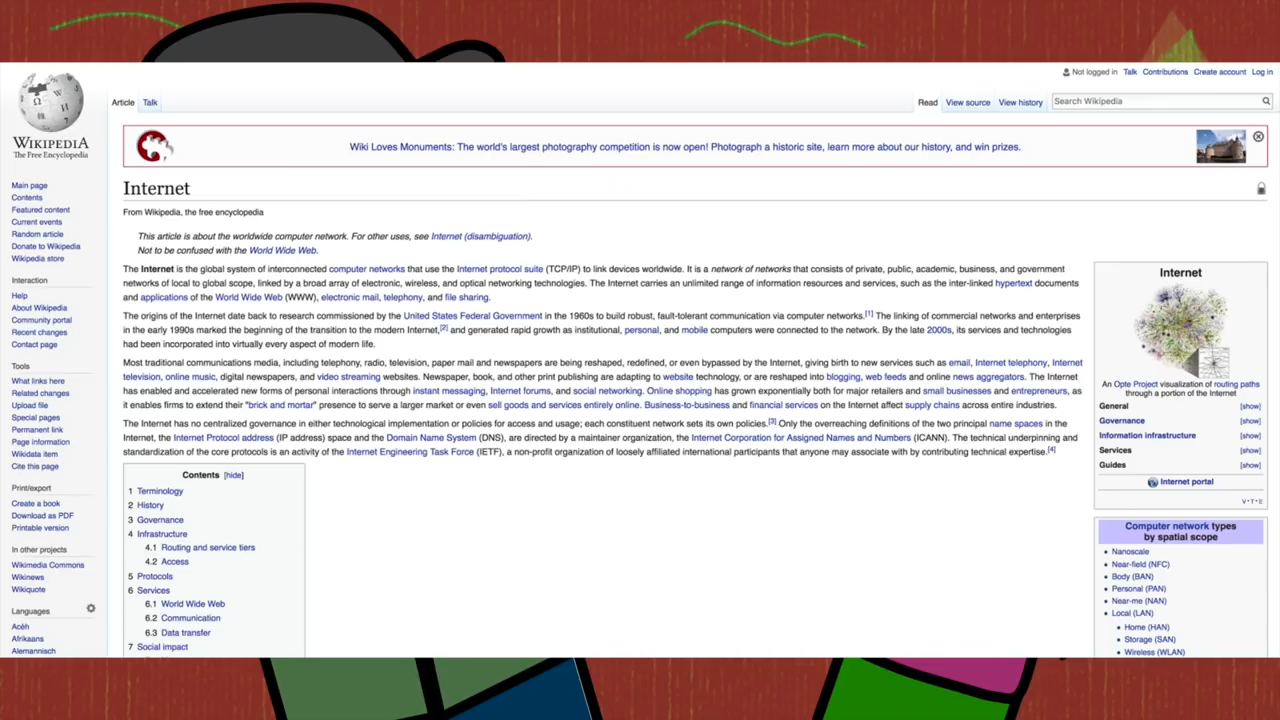 Not logged in Talk Contributions Create account Log in
Article Talk
Read View source View history
Search Wikipedia
WIKIPEDIA
The Free Encyclopedia
Main page
Contents
Featured content
Current events
Random article
Donate to Wikipedia
Wikipedia store
Interaction
Help
About Wikipedia
Community portal
Recent changes
Contact page
Tools
What links here
Related changes
Upload file
Special pages
Permanent link
Page information
Wikidata item
Cite this page
Print/export
Create a book
Download as PDF
Printable version
In other projects
Wikimedia Commons
Wikinews
Wikiquote
Languages
Acèh
Afrikaans
Alemannisch
Wiki Loves Monuments: The world's largest photography competition is now open! Photograph a historic site, learn more about our history, and win prizes.
Internet
From Wikipedia, the free encyclopedia
This article is about the worldwide computer network. For other uses, see Internet (disambiguation).
Not to be confused with the World Wide Web.
The Internet is the global system of interconnected computer networks that use the Internet protocol suite (TCP/IP) to link devices worldwide. It is a network of networks that consists of private, public, academic, business, and government
networks of local to global scope, linked by a broad array of electronic, wireless, and optical networking technologies. The Internet carries an unlimited range of information resources and services, such as the inter-linked hypertext documents
and applications of the World Wide Web (WWW), electronic mail, telephony, and file sharing.
The origins of the Internet date back to research commissioned by the United States Federal Government in the 1960s to build robust, fault-tolerant communication via computer networks.[1] The linking of commercial networks and enterprises
in the early 1990s marked the beginning of the transition to the modern Internet,[2] and generated rapid growth as institutional, personal, and mobile computers were connected to the network. By the late 2000s, its services and technologies
had been incorporated into virtually every aspect of modern life.
Most traditional communications media, including telephony, radio, television, paper mail and newspapers are being reshaped, redefined, or even bypassed by the Internet, giving birth to new services such as email, Internet telephony, Internet
television, online music, digital newspapers, and video streaming websites. Newspaper, book, and other print publishing are adapting to website technology, or are reshaped into blogging, web feeds and online news aggregators. The Internet
has enabled and accelerated new forms of personal interactions through instant messaging, Internet forums, and social networking. Online shopping has grown exponentially both for major retailers and small businesses and entrepreneurs, as
it enables firms to extend their "brick and mortar" presence to serve a larger market or even sell goods and services entirely online. Business-to-business and financial services on the Internet affect supply chains across entire industries.
The Internet has no centralized governance in either technological implementation or policies for access and usage; each constituent network sets its own policies.[3] Only the overreaching definitions of the two principal name spaces in the
Internet, the Internet Protocol address (IP address) space and the Domain Name System (DNS), are directed by a maintainer organization, the Internet Corporation for Assigned Names and Numbers (ICANN). The technical underpinning and
standardization of the core protocols is an activity of the Internet Engineering Task Force (IETF), a non-profit organization of loosely affiliated international participants that anyone may associate with by contributing technical expertise.[4]
Contents [hide]
1 Terminology
2 History
3 Governance
4 Infrastructure
4.1 Routing and service tiers
4.2 Access
5 Protocols
6 Services
6.1 World Wide Web
6.2 Communication
6.3 Data transfer
7 Social impact
Internet
An Opte Project visualization of routing paths
through a portion of the Internet
General [show]
Governance [show]
Information infrastructure [show]
Services [show]
Guides [show]
Internet portal
V·T·E
Computer network types
by spatial scope
• Nanoscale
• Near-field (NFC)
• Body (BAN)
• Personal (PAN)
• Near-me (NAN)
• Local (LAN)
• Home (HAN)
• Storage (SAN)
• Wireless (WLAN)